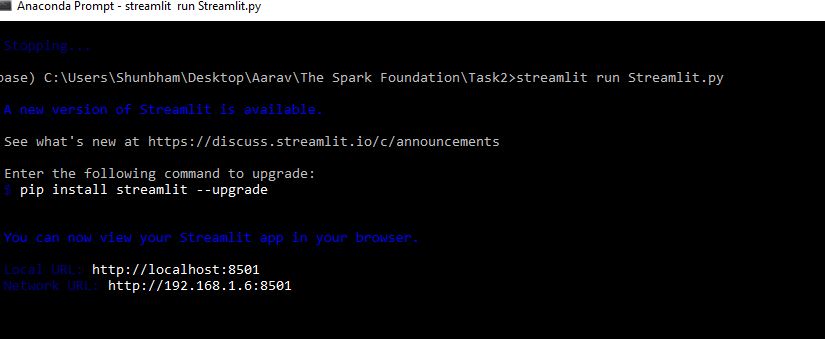 Anaconda Prompt - streamlit run Streamlit.py
Stopping...
base) C:\Users\Shunbham\Desktop\Aarav\The Spark Foundation\Task2>streamlit run Streamlit.py
A new version of Streamlit is available.
See what's new at https://discuss.streamlit.io/c/announcements
Enter the following command to upgrade:
$ pip install streamlit --upgrade
You can now view your Streamlit app in your browser.
Local URL: http://localhost:8501
Network URL: http://192.168.1.6:8501